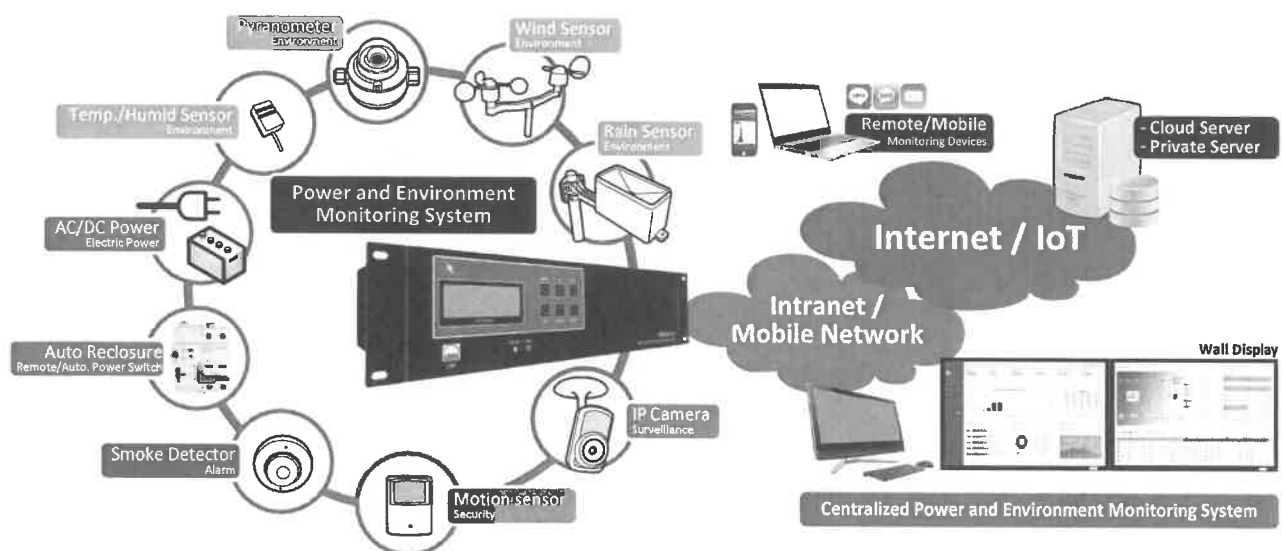 Pyranometer
Environment
Wind Sensor
Environment
Temp./Humid Sensor
Environment
Rain Sensor
Environment
Power and Environment
Monitoring System
AC/DC Power
Electric Power
Auto Reclosure
Remote/Auto. Power Switch
Smoke Detector
Alarm
Motion sensor
Security
IP Camera
Surveillance
Remote/Mobile
Monitoring Devices
- Cloud Server
- Private Server
Internet / IoT
Intranet /
Mobile Network
Wall Display
Centralized Power and Environment Monitoring System